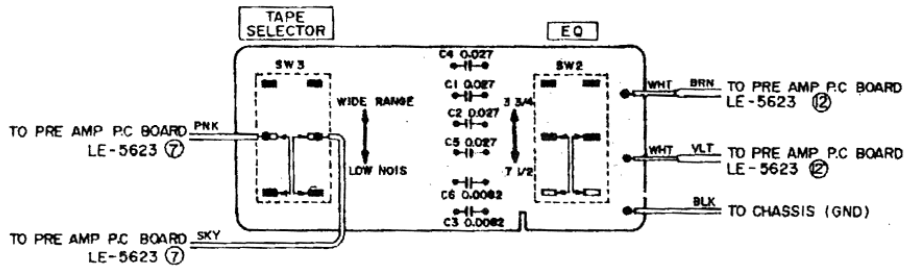 TAPE
SELECTOR
EQ
SW3
C4 0.027
SW2
C1 0.027
WIDE RANGE
3 3/4
WHT BRN TO PRE AMP P.C BOARD
LE-5623 ⑫
C2 0.027
TO PRE AMP P.C BOARD PNK
LE-5623 ⑦
C5 0.027
LOW NOIS
7 1/2
WHT VLT TO PRE AMP P.C BOARD
LE-5623 ⑫
C6 0.0082
BLK TO CHASSIS (GND)
C3 0.0082
TO PRE AMP P.C BOARD SKY
LE-5623 ⑦